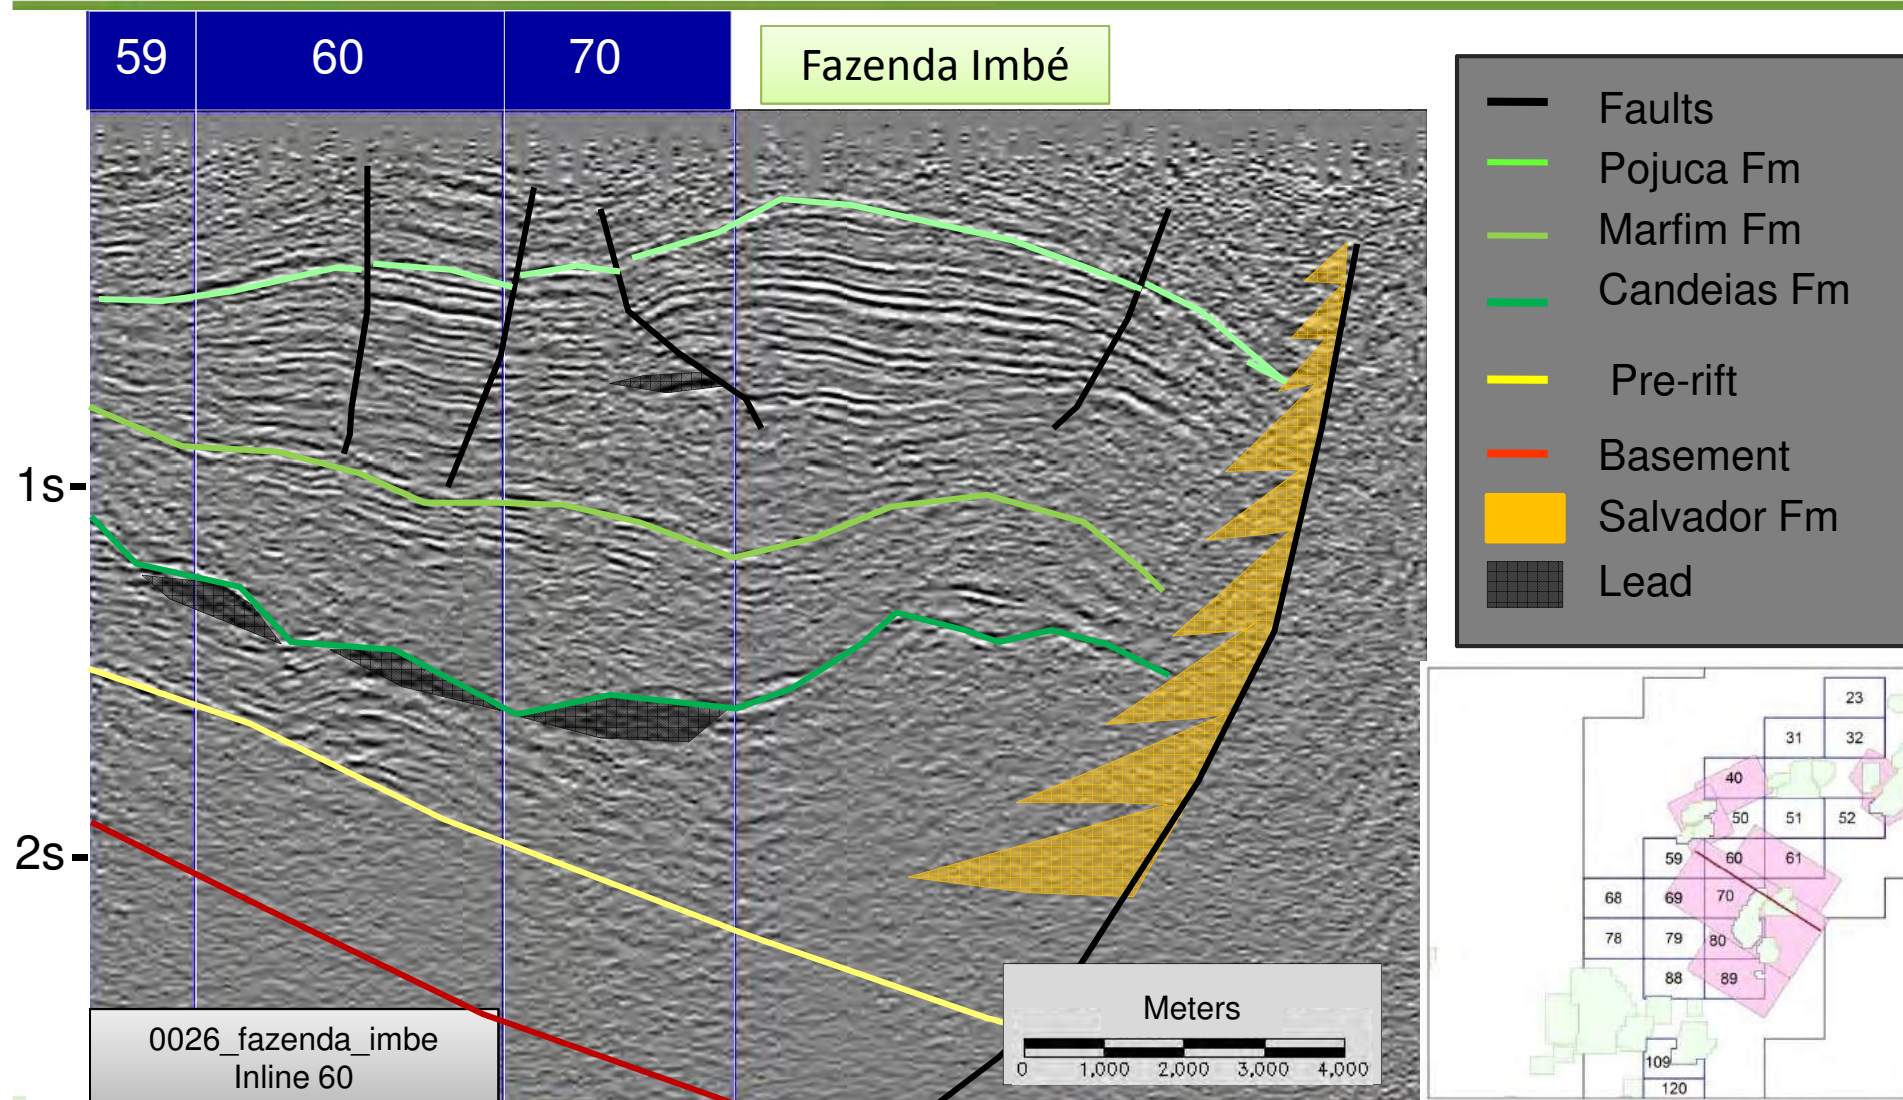 59
60
70
Fazenda Imbé
Faults
Pojuca Fm
Marfim Fm
Candeias Fm
Pre-rift
Basement
Salvador Fm
Lead
1s
2s
0026_fazenda_imbe
Inline 60
Meters
0 1,000 2,000 3,000 4,000
23
31 32
40
50 51 52
59 60 61
68 69 70
78 79 80
88 89
109
120